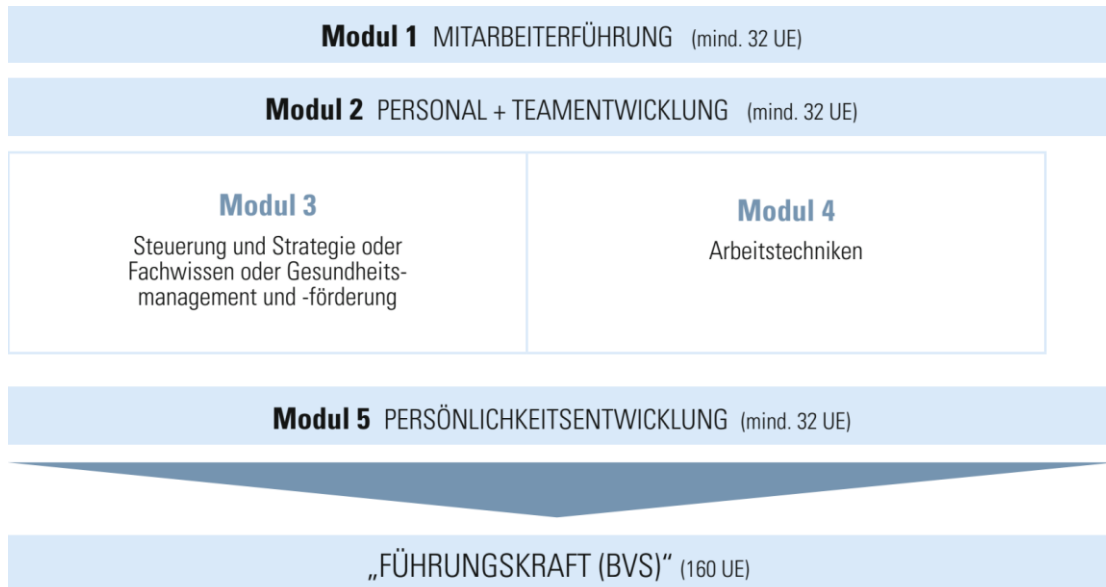 Modul 1 MITARBEITERFÜHRUNG (mind. 32 UE)
Modul 2 PERSONAL + TEAMENTWICKLUNG (mind. 32 UE)
Modul 3
Steuerung und Strategie oder
Fachwissen oder Gesundheits-
management und -förderung
Modul 4
Arbeitstechniken
Modul 5 PERSÖNLICHKEITSENTWICKLUNG (mind. 32 UE)
„FÜHRUNGSKRAFT (BVS)“ (160 UE)